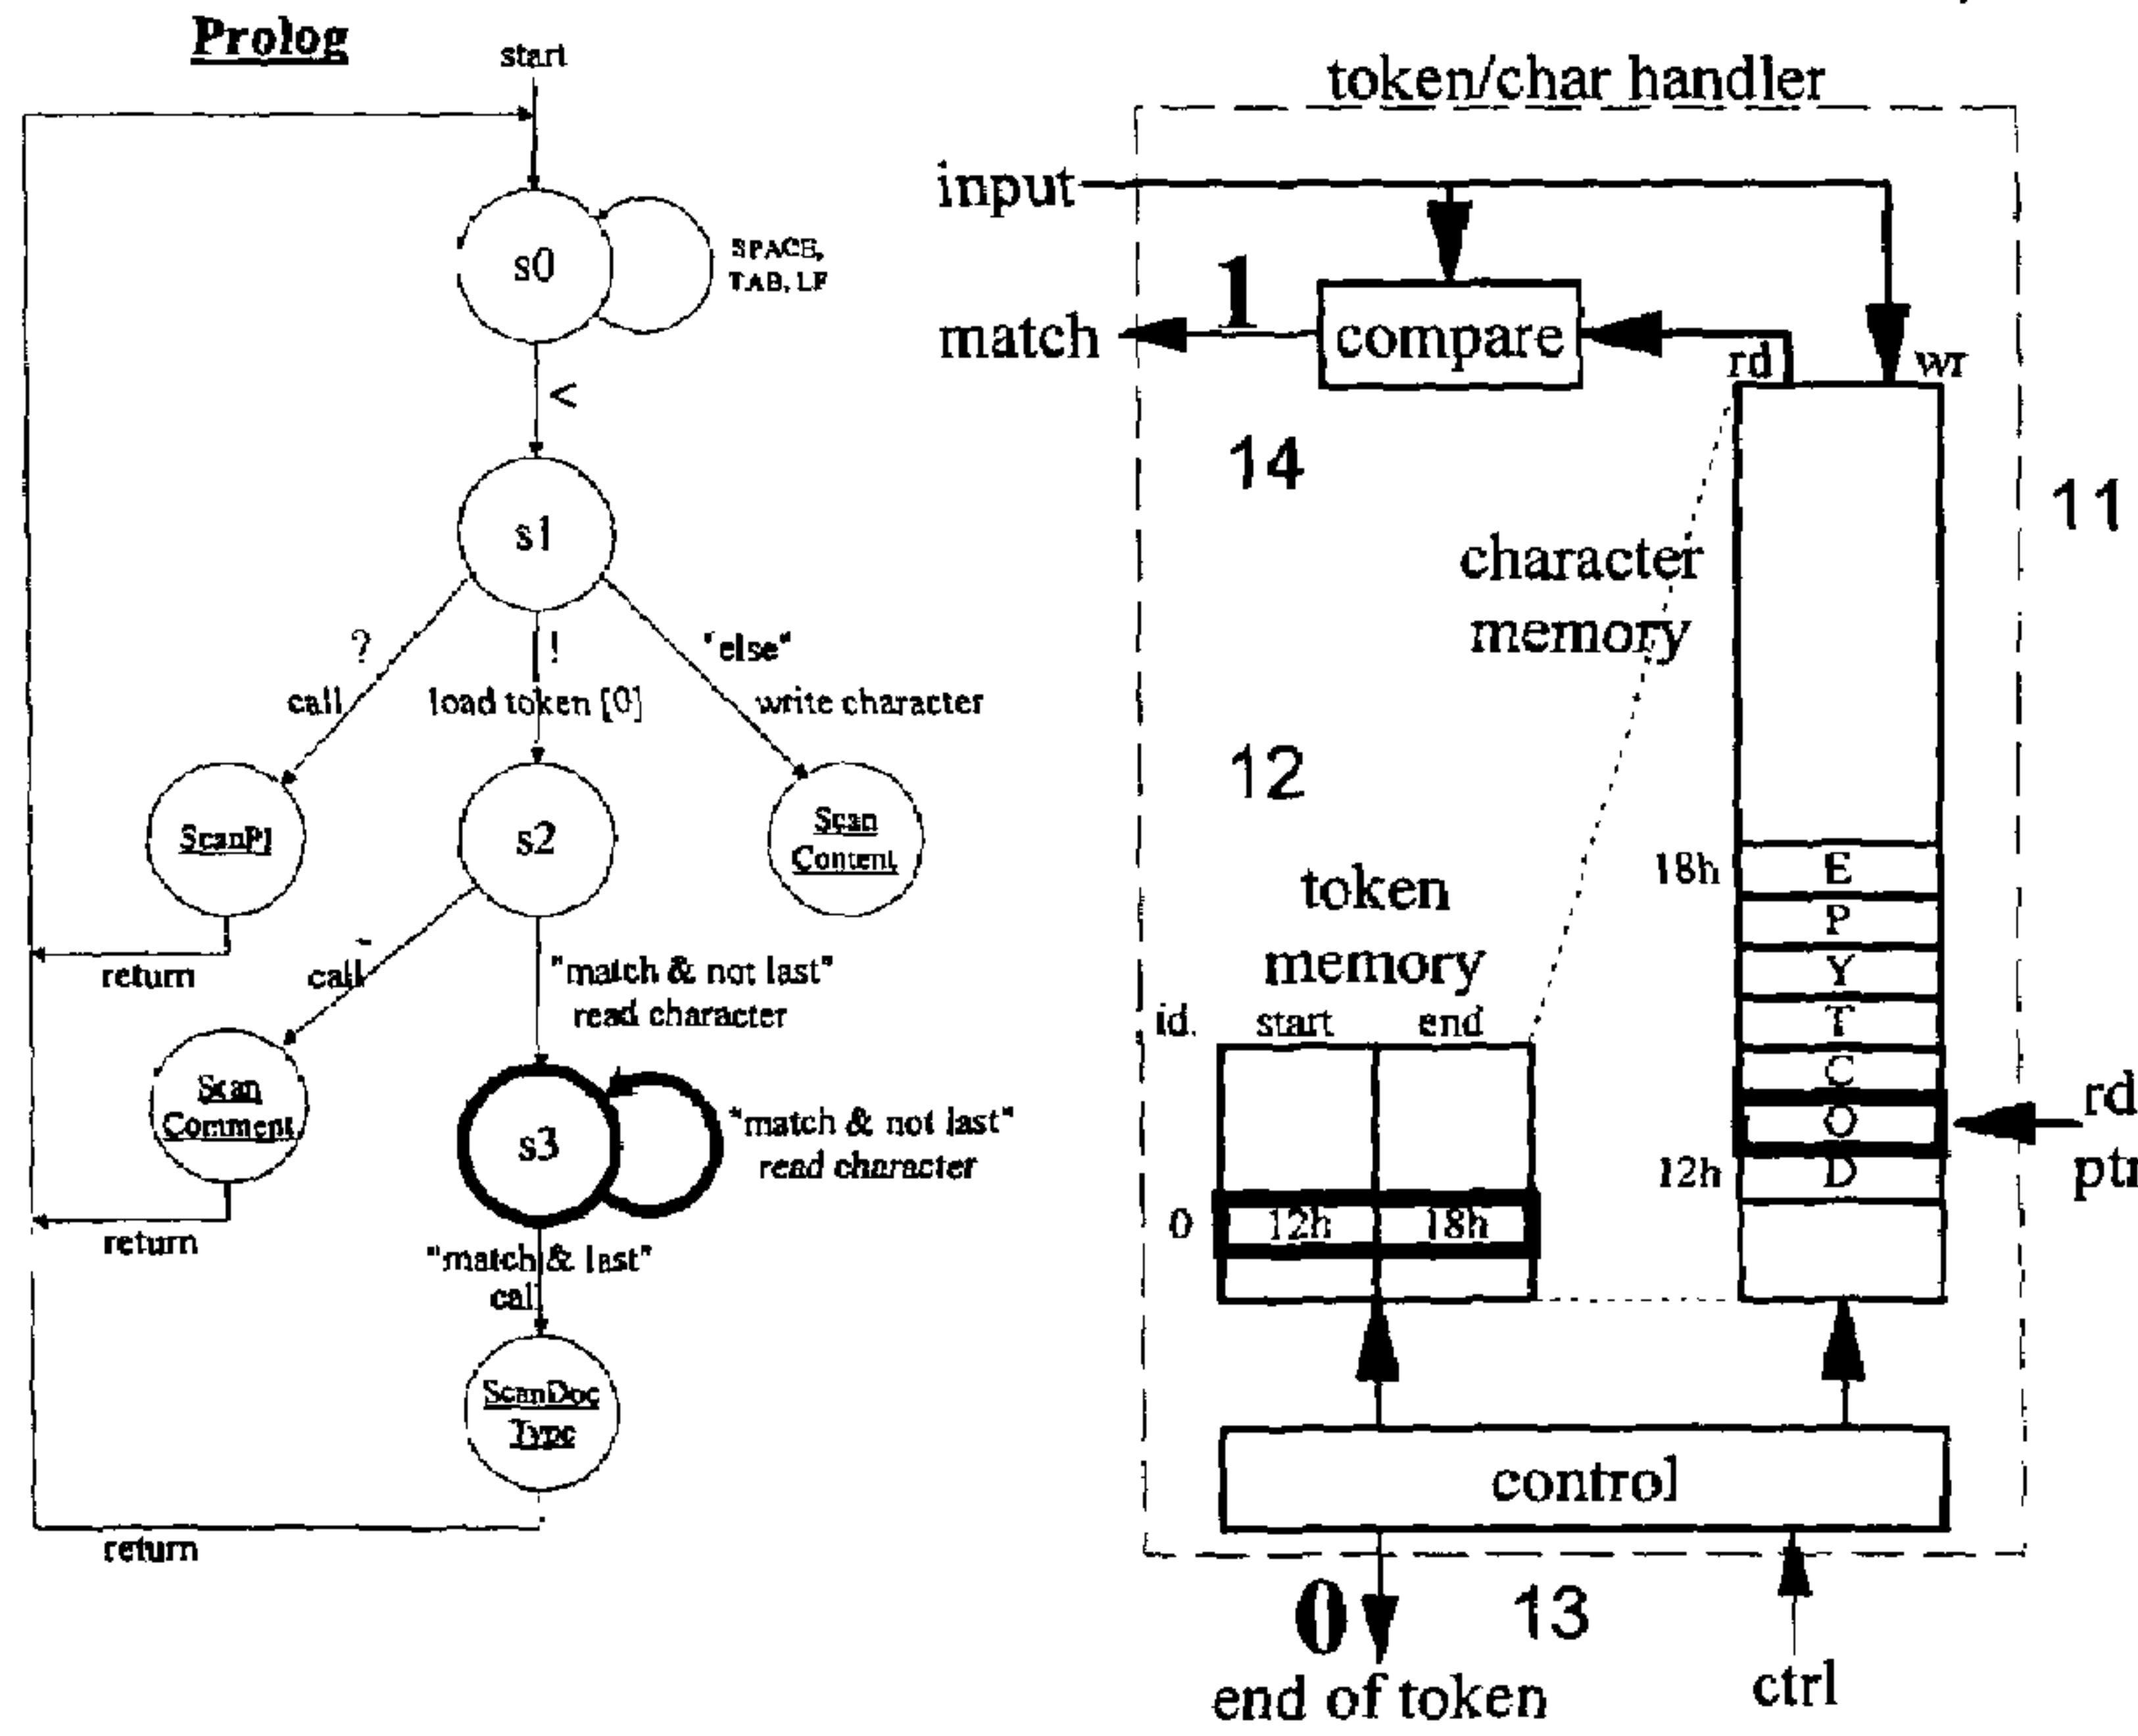 Prolog
start
s0
SPACE,
TAB, LF
<
s1
?
!
"else"
call
load token [0]
write character
ScanPI
s2
Scan
Content
return
-
call
"match & not last"
read character
Scan
Comment
s3
"match & not last"
read character
return
"match & last"
call
ScanDoc
Type
return
token/char handler
input
1
match
compare
rd
wr
14
11
character
memory
12
token
memory
id.
start
end
0
12h
18h
18h
E
P
Y
T
C
O
12h
D
rd
ptr
control
0
13
end of token
ctrl